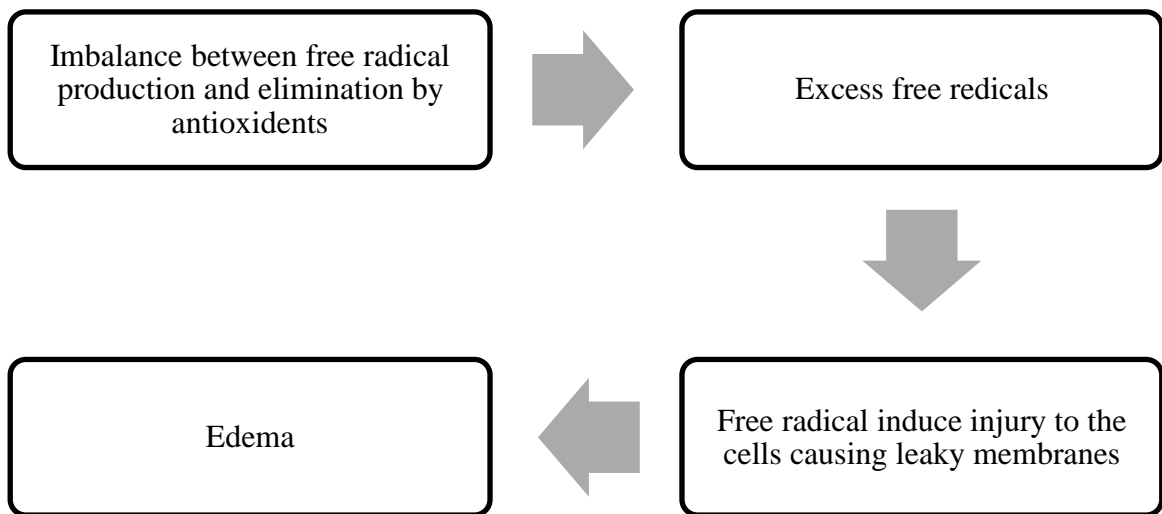 Imbalance between free radical
production and elimination by
antioxidents
Excess free redicals
Free radical induce injury to the
cells causing leaky membranes
Edema